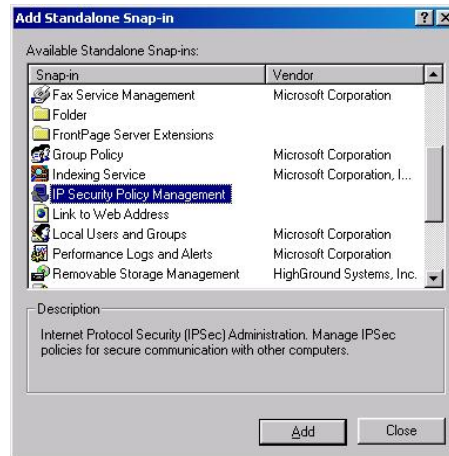 Add Standalone Snap-in
Available Standalone Snap-ins:
Snap-in Vendor
Fax Service Management Microsoft Corporation
Folder
FrontPage Server Extensions
Group Policy Microsoft Corporation
Indexing Service Microsoft Corporation, I...
IP Security Policy Management
Link to Web Address
Local Users and Groups Microsoft Corporation
Performance Logs and Alerts Microsoft Corporation
Removable Storage Management HighGround Systems, Inc.
Description
Internet Protocol Security (IPSec) Administration. Manage IPSec
policies for secure communication with other computers.
Add Close